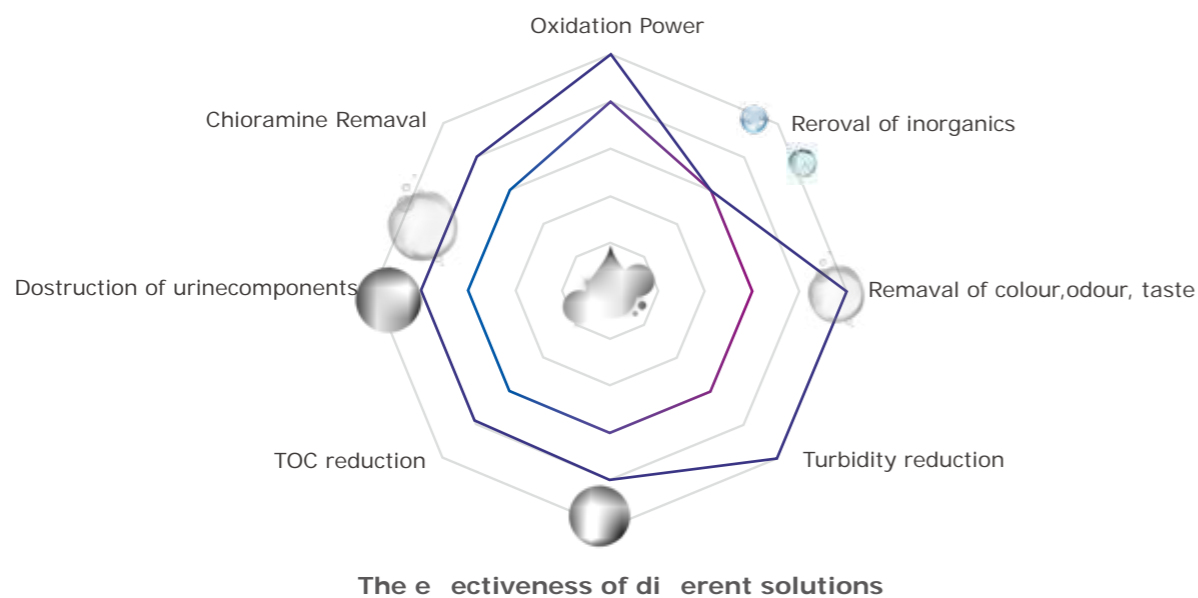 Oxidation Power
Chioramine Remaval
Reroval of inorganics
Dostruction of urinecomponents
Remaval of colour,odour, taste
TOC reduction
Turbidity reduction
The e ectiveness of di erent solutions